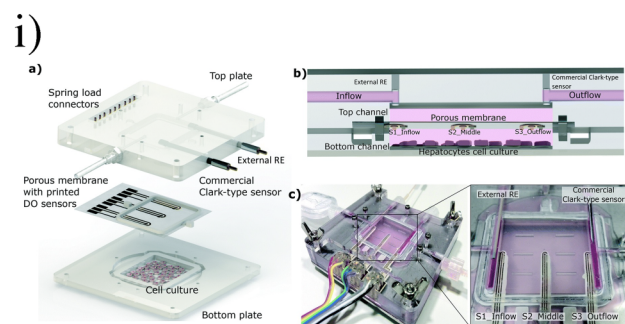 i)
a)
Top plate
Spring load
connectors
External RE
Porous membrane
with printed
DO sensors
Commercial
Clark-type sensor
Cell culture
Bottom plate
b)
External RE
Commercial Clark-type
sensor
Inflow
Outflow
Top channel
Porous membrane
S1_Inflow
S2_Middle
S3_Outflow
Bottom channel
Hepatocytes cell culture
c)
External RE
Commercial
Clark-type sensor
S1_Inflow
S2_Middle
S3_Outflow